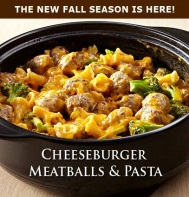 THE NEW FALL SEASON IS HERE!
CHEESEBURGER
MEATBALLS & PASTA